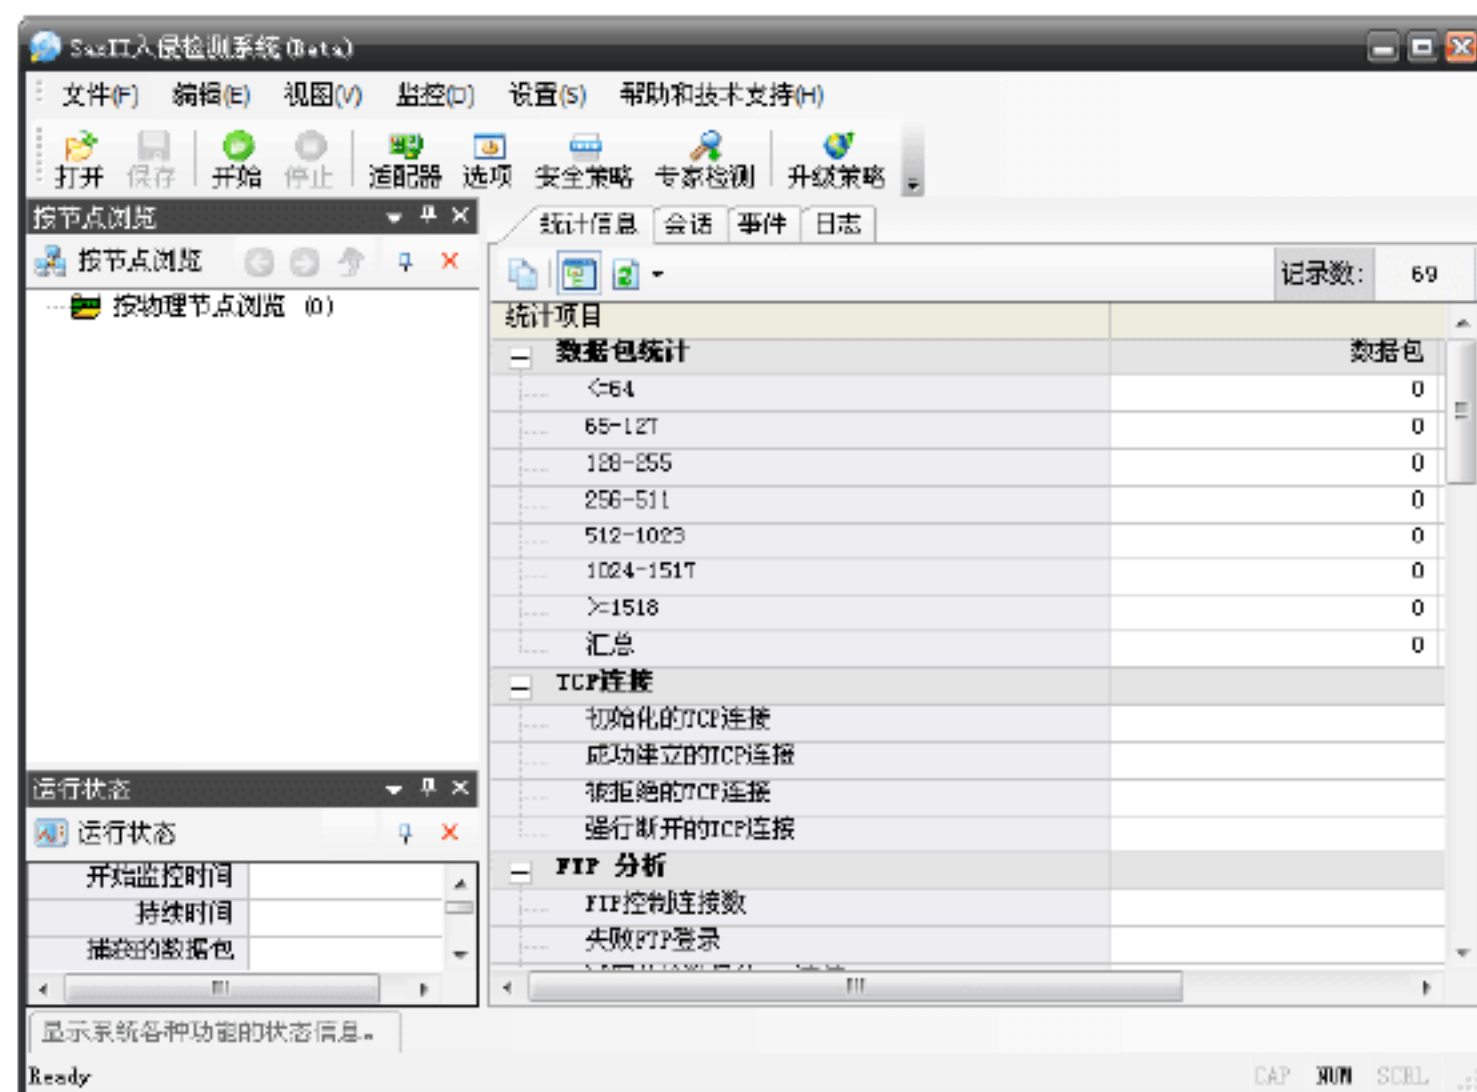 SaxII入侵检测系统(Beta)
文件(F) 编辑(E) 视图(V) 监控(D) 设置(S) 帮助和技术支持(H)
打开 保存 开始 停止 适配器 选项 安全策略 专家检测 升级策略
按节点浏览
按节点浏览
按物理节点浏览 (0)
统计信息 会话 事件 日志
记录数: 69
统计项目
数据包统计 数据包
<=64 0
65-127 0
128-255 0
256-511 0
512-1023 0
1024-1517 0
>=1518 0
汇总 0
TCP连接
初始化的TCP连接
成功建立的TCP连接
被拒绝的TCP连接
强行断开的TCP连接
FTP 分析
FTP控制连接数
失败FTP登录
运行状态
运行状态
开始监控时间
持续时间
捕获的数据包
显示系统各种功能的状态信息。
Ready CAP NUM SCRL